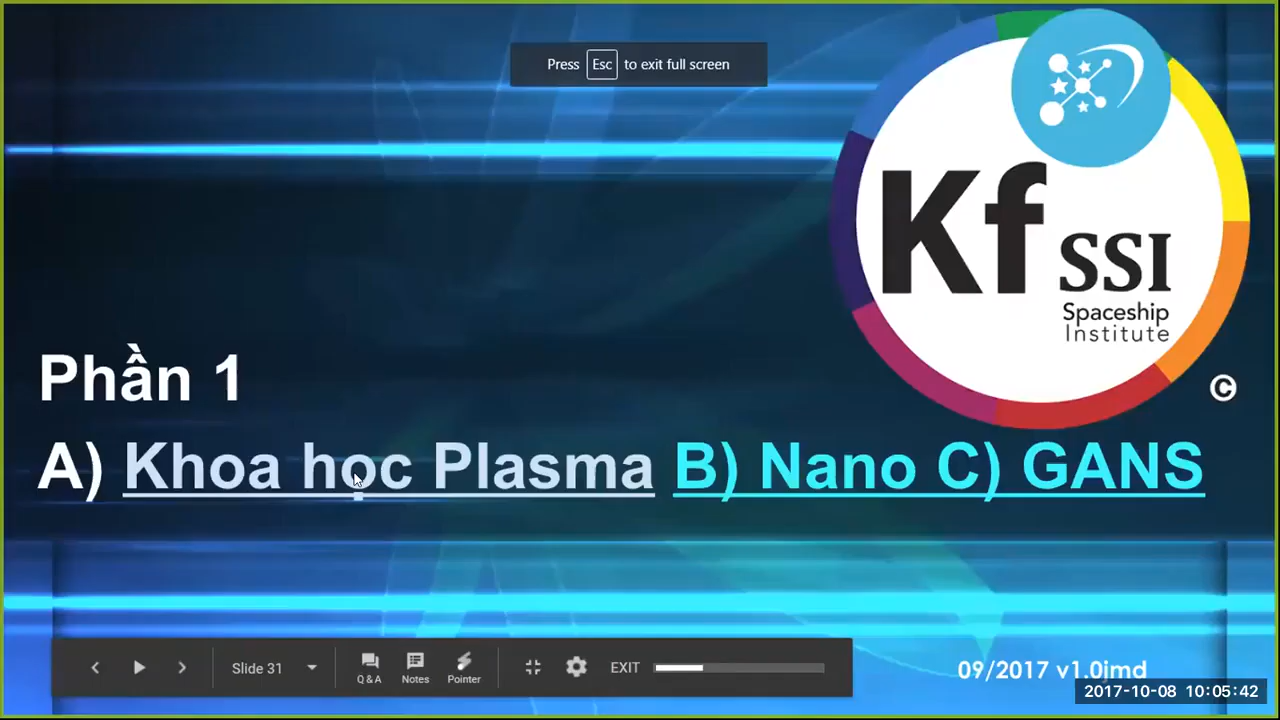 Press Esc to exit full screen
Kf SSI
Spaceship
Institute
©
Phần 1
A) Khoa học Plasma B) Nano C) GANS
Slide 31
Q & A
Notes
Pointer
EXIT
09/2017 v1.0jmd
2017-10-08 10:05:42